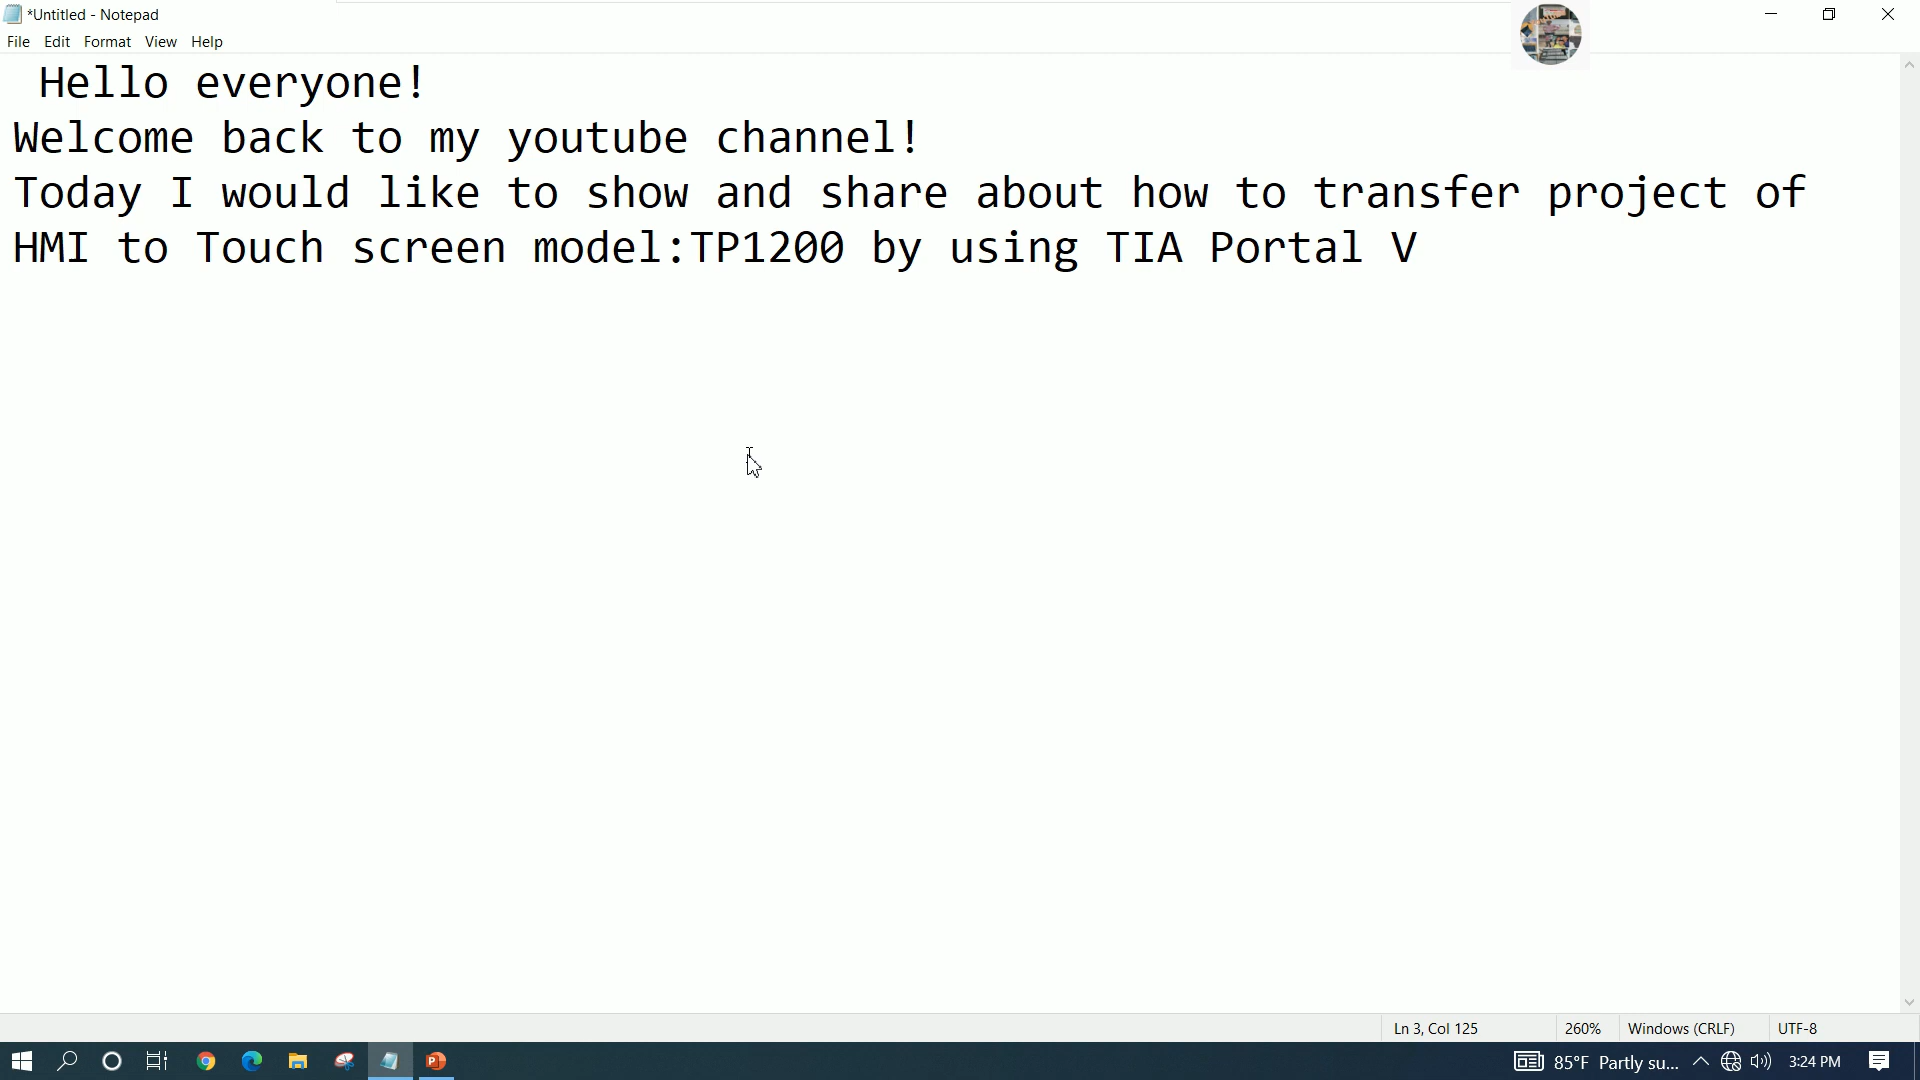 *Untitled - Notepad
File Edit Format View Help
Hello everyone!
Welcome back to my youtube channel!
Today I would like to show and share about how to transfer project of
HMI to Touch screen model:TP1200 by using TIA Portal V
Ln 3, Col 125 260% Windows (CRLF) UTF-8
85°F Partly su... 3:24 PM